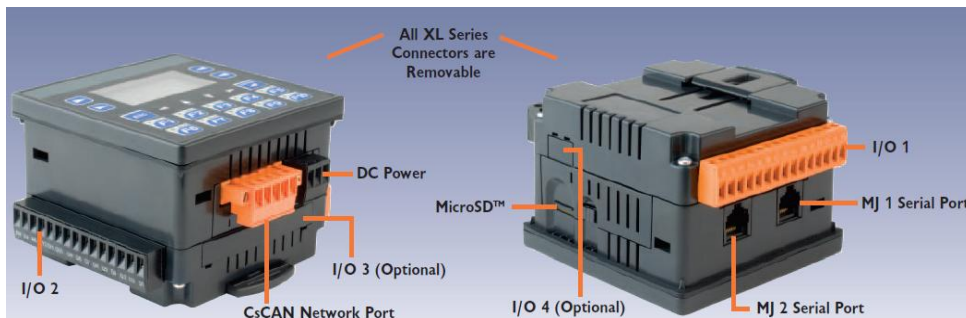 All XL Series
Connectors are
Removable
DC Power
I/O 3 (Optional)
I/O 2
CsCAN Network Port
I/O 1
MicroSD™
MJ 1 Serial Port
I/O 4 (Optional)
MJ 2 Serial Port